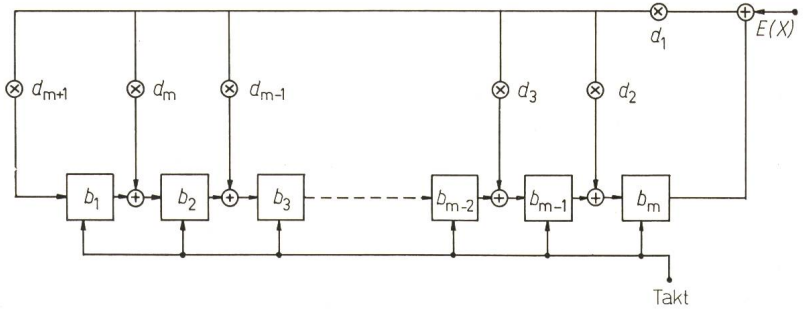 E(X)
d₁
dₘ₊₁ dₘ dₘ₋₁ d₃ d₂
b₁ b₂ b₃ bₘ₋₂ bₘ₋₁ bₘ
Takt